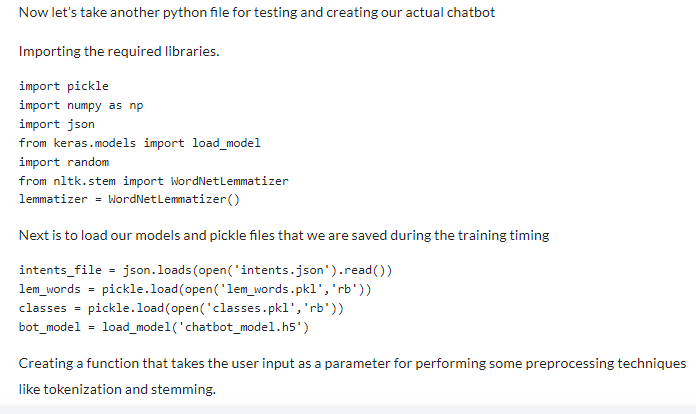 Now let's take another python file for testing and creating our actual chatbot
Importing the required libraries.
import pickle
import numpy as np
import json
from keras.models import load_model
import random
from nltk.stem import WordNetLemmatizer
lemmatizer = WordNetLemmatizer()
Next is to load our models and pickle files that we are saved during the training timing
intents_file = json.loads(open('intents.json').read())
lem_words = pickle.load(open('lem_words.pkl','rb'))
classes = pickle.load(open('classes.pkl','rb'))
bot_model = load_model('chatbot_model.h5')
Creating a function that takes the user input as a parameter for performing some preprocessing techniques
like tokenization and stemming.